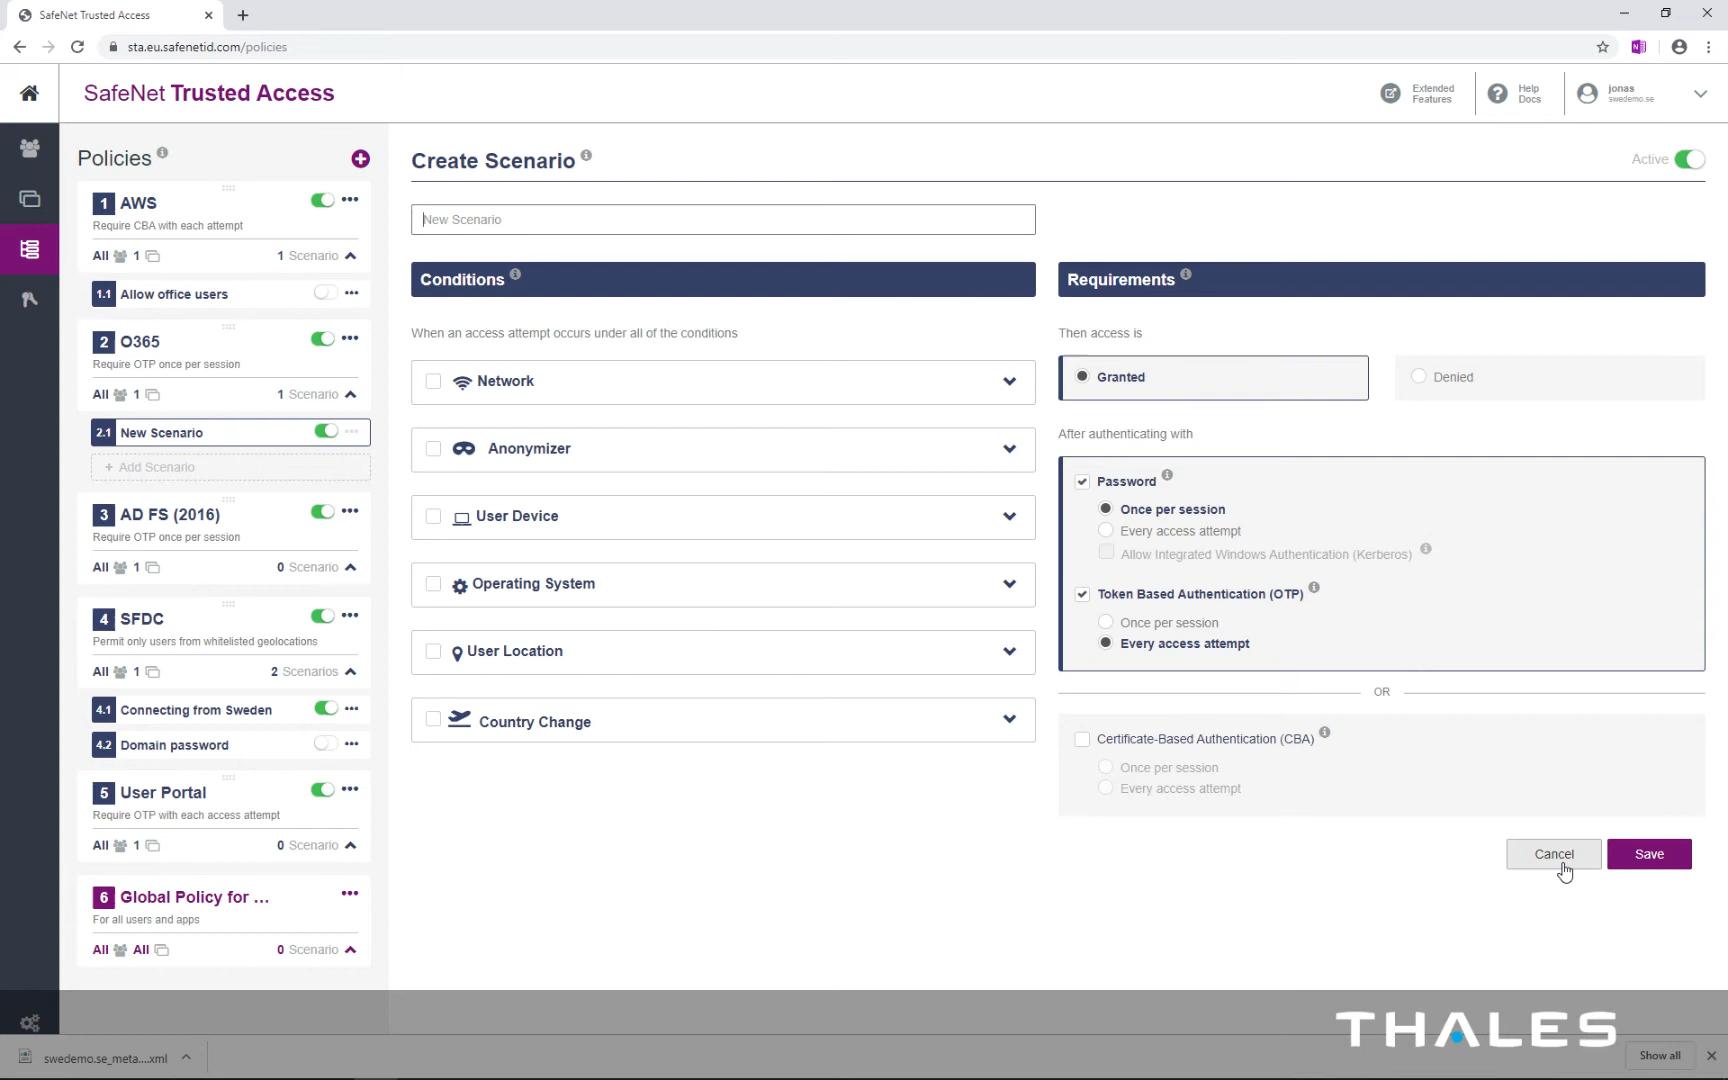 SafeNet Trusted Access
sta.eu.safenetid.com/policies
SafeNet Trusted Access
Extended
Features
Help
Docs
jonas
swedemo.se
Policies
1 AWS
Require CBA with each attempt
All 1 1 Scenario
1.1 Allow office users
2 O365
Require OTP once per session
All 1 1 Scenario
2.1 New Scenario
+ Add Scenario
3 AD FS (2016)
Require OTP once per session
All 1 0 Scenario
4 SFDC
Permit only users from whitelisted geolocations
All 1 2 Scenarios
4.1 Connecting from Sweden
4.2 Domain password
5 User Portal
Require OTP with each access attempt
All 1 0 Scenario
6 Global Policy for ...
For all users and apps
All All 0 Scenario
Create Scenario
Active
New Scenario
Conditions
When an access attempt occurs under all of the conditions
Network
Anonymizer
User Device
Operating System
User Location
Country Change
Requirements
Then access is
Granted
Denied
After authenticating with
Password
Once per session
Every access attempt
Allow Integrated Windows Authentication (Kerberos)
Token Based Authentication (OTP)
Once per session
Every access attempt
OR
Certificate-Based Authentication (CBA)
Once per session
Every access attempt
Cancel
Save
THALES
swedemo.se_meta....xml
Show all